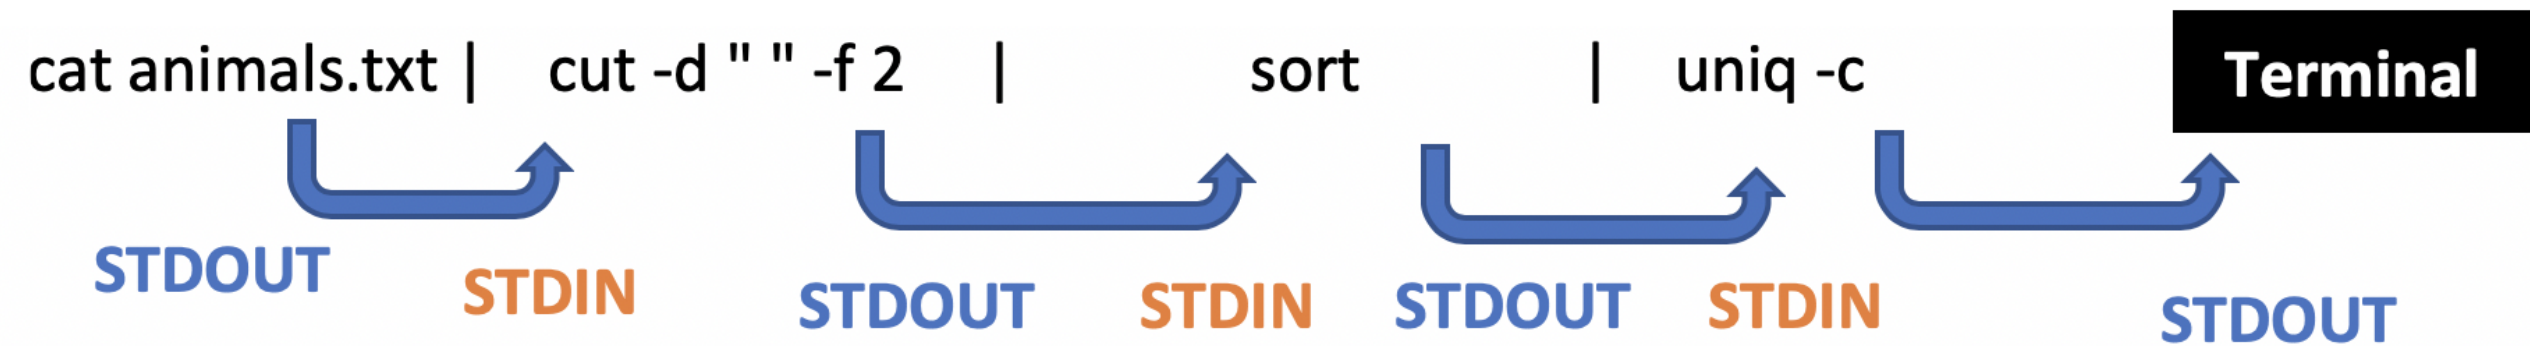 cat animals.txt | cut -d " " -f 2 | sort | uniq -c Terminal
STDOUT STDIN STDOUT STDIN STDOUT STDIN STDOUT